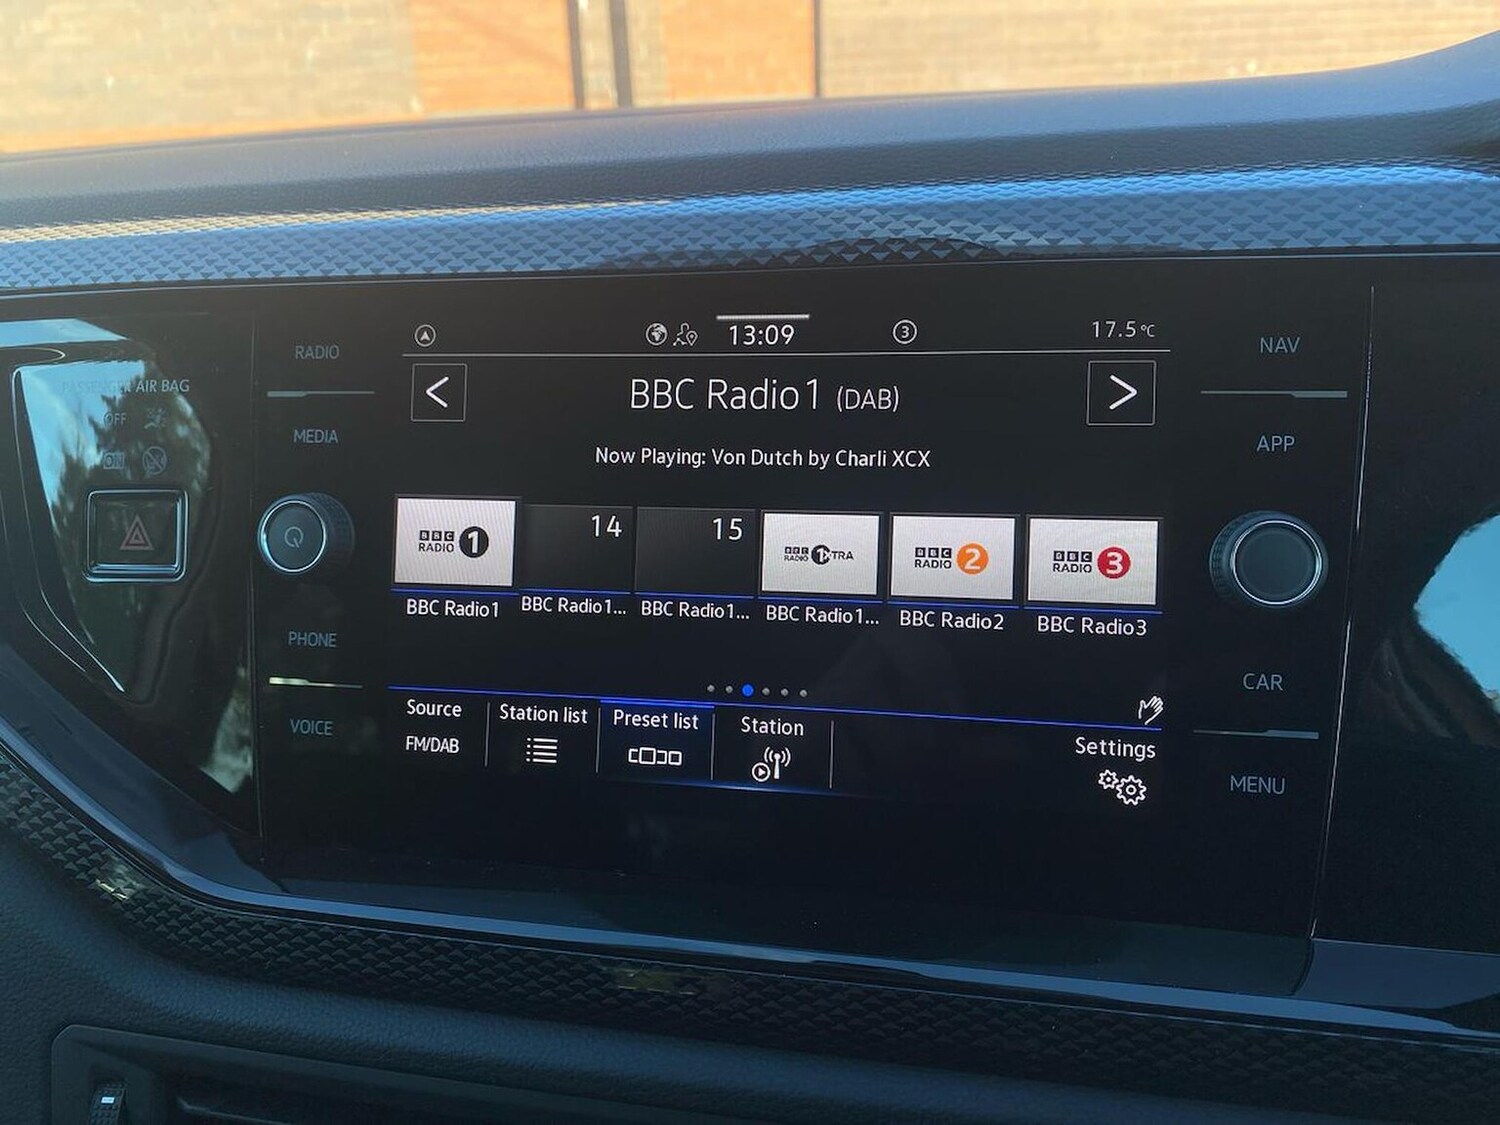 PASSENGER AIR BAG
OFF
ON
RADIO
MEDIA
PHONE
VOICE
13:09
3
17.5°C
<
BBC Radio1 (DAB)
>
Now Playing: Von Dutch by Charli XCX
BBC RADIO 1
14
15
BBC RADIO 1XTRA
BBC RADIO 2
BBC RADIO 3
BBC Radio1
BBC Radio1...
BBC Radio1...
BBC Radio1...
BBC Radio2
BBC Radio3
Source
FM/DAB
Station list
Preset list
Station
Settings
NAV
APP
CAR
MENU